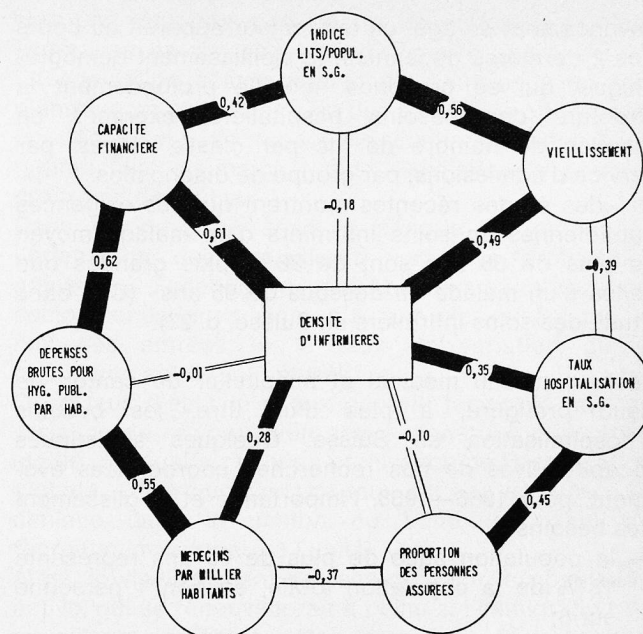 INDICE
LITS/POPUL.
EN S.G.
0,42
0,56
CAPACITE
FINANCIERE
VIEILLISSEMENT
-0,18
0,61
-0,49
0,62
-0,39
DENSITE
D'INFIRMIERES
DEPENSES
BRUTES POUR
HYG. PUBL.
PAR HAB.
-0,01
0,35
TAUX
HOSPITALISATION
EN S.G.
0,28
-0,10
0,55
0,45
MEDECINS
PAR MILLIER
HABITANTS
-0,37
PROPORTION
DES PERSONNES
ASSUREES